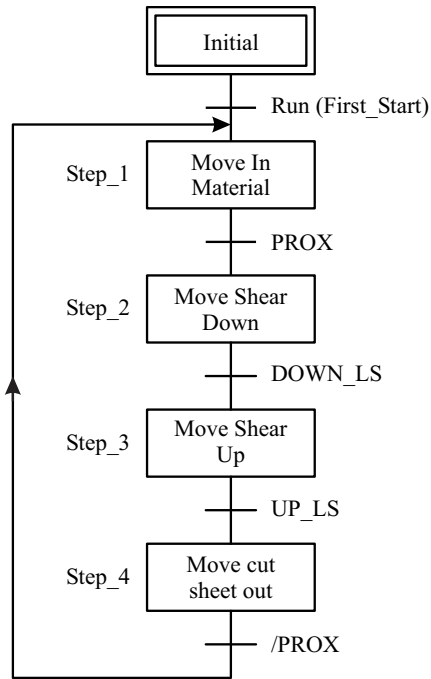 Initial
Run (First_Start)
Step_1
Move In
Material
PROX
Step_2
Move Shear
Down
DOWN_LS
Step_3
Move Shear
Up
UP_LS
Step_4
Move cut
sheet out
/PROX